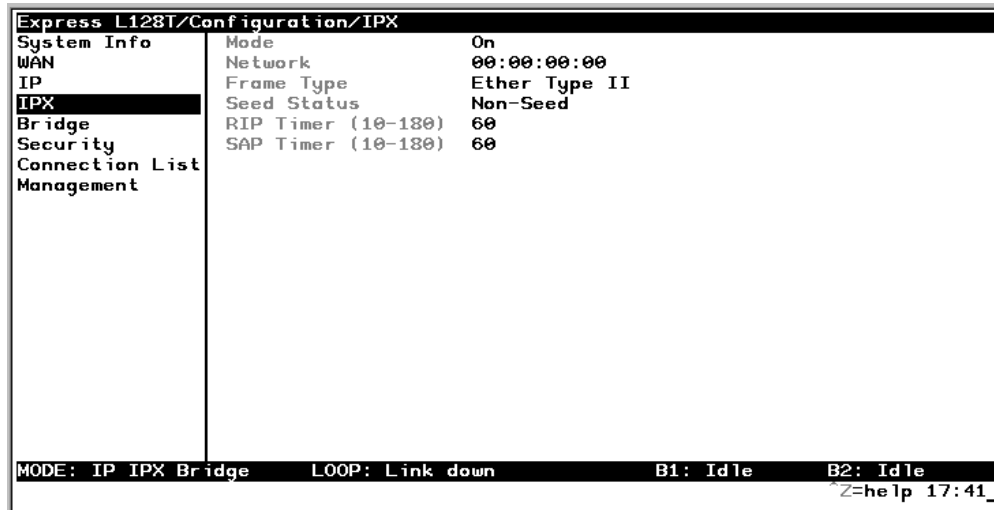 Express L128T/Configuration/IPX
System Info Mode On
WAN Network 00:00:00:00
IP Frame Type Ether Type II
IPX Seed Status Non-Seed
Bridge RIP Timer (10-180) 60
Security SAP Timer (10-180) 60
Connection List
Management
MODE: IP IPX Bridge LOOP: Link down B1: Idle B2: Idle
^Z=help 17:41_